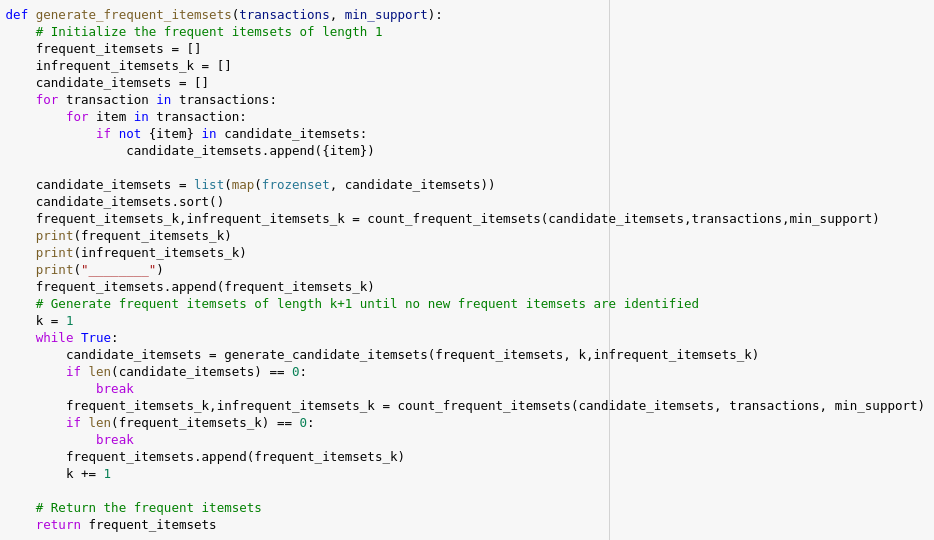 def generate_frequent_itemsets(transactions, min_support):
    # Initialize the frequent itemsets of length 1
    frequent_itemsets = []
    infrequent_itemsets_k = []
    candidate_itemsets = []
    for transaction in transactions:
        for item in transaction:
            if not {item} in candidate_itemsets:
                candidate_itemsets.append({item})

    candidate_itemsets = list(map(frozenset, candidate_itemsets))
    candidate_itemsets.sort()
    frequent_itemsets_k,infrequent_itemsets_k = count_frequent_itemsets(candidate_itemsets,transactions,min_support)
    print(frequent_itemsets_k)
    print(infrequent_itemsets_k)
    print("________")
    frequent_itemsets.append(frequent_itemsets_k)
    # Generate frequent itemsets of length k+1 until no new frequent itemsets are identified
    k = 1
    while True:
        candidate_itemsets = generate_candidate_itemsets(frequent_itemsets, k,infrequent_itemsets_k)
        if len(candidate_itemsets) == 0:
            break
        frequent_itemsets_k,infrequent_itemsets_k = count_frequent_itemsets(candidate_itemsets, transactions, min_support)
        if len(frequent_itemsets_k) == 0:
            break
        frequent_itemsets.append(frequent_itemsets_k)
        k += 1

    # Return the frequent itemsets
    return frequent_itemsets